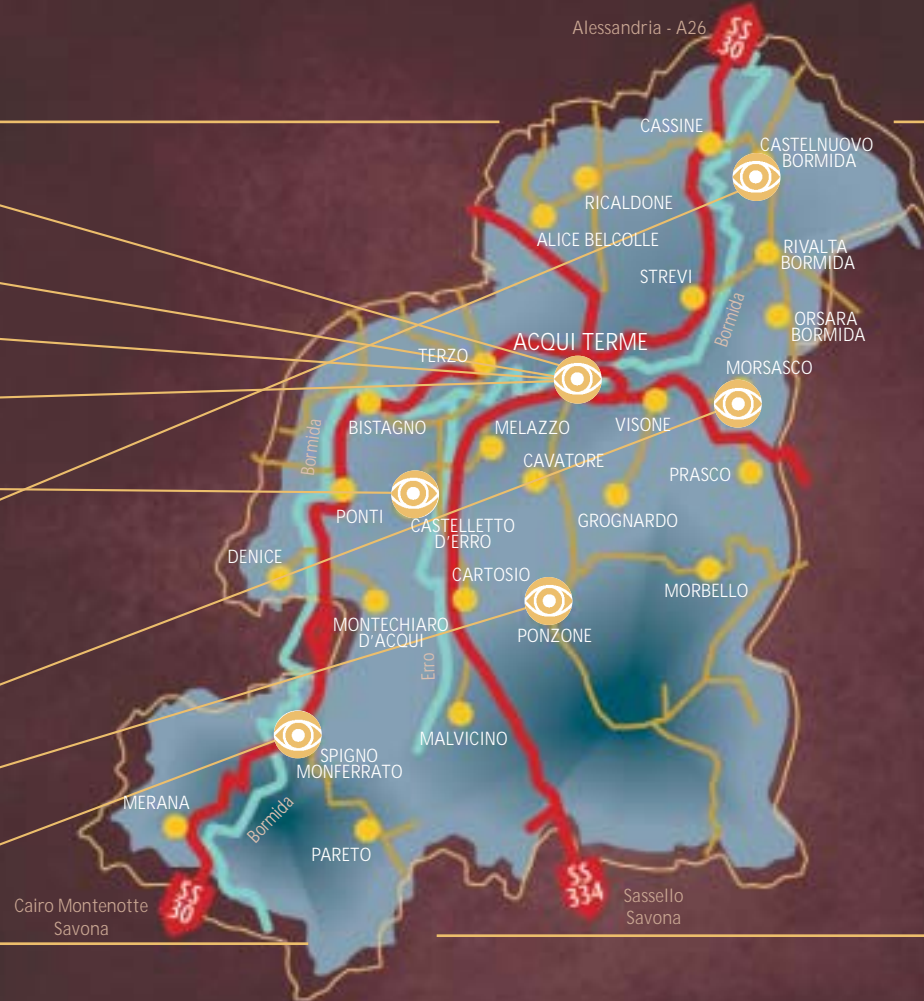 Alessandria - A26
SS
30
CASSINE
CASTELNUOVO
BORMIDA
RICALDONE
ALICE BELCOLLE
RIVALTA
BORMIDA
STREVI
Bormida
ORSARA
BORMIDA
ACQUI TERME
TERZO
MORSASCO
BISTAGNO
MELAZZO
VISONE
Bormida
CAVATORE
PRASCO
PONTI
CASTELLETTO
D'ERRO
GROGNARDO
DENICE
CARTOSIO
MORBELLO
MONTECHIARO
D'ACQUI
PONZONE
Erro
MALVICINO
SPIGNO
MONFERRATO
MERANA
Bormida
PARETO
SS
30
SS
334
Cairo Montenotte
Savona
Sassello
Savona